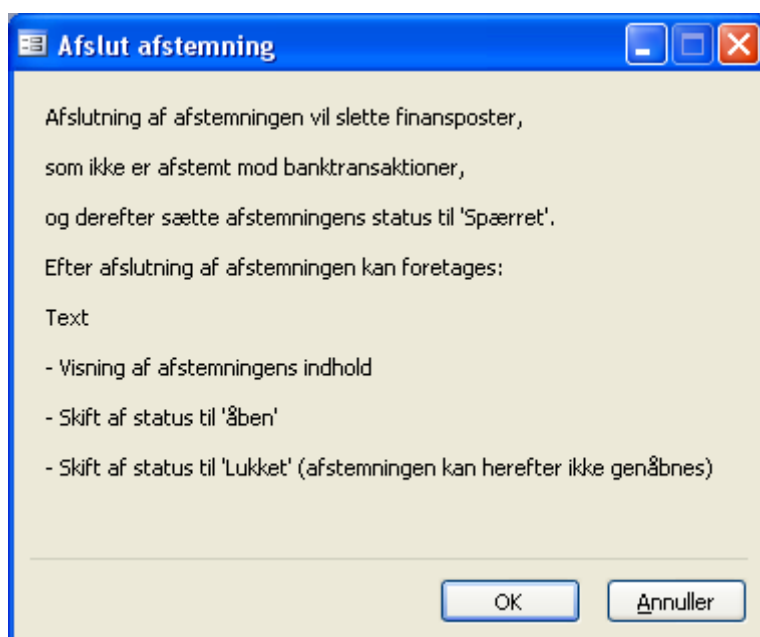 Afslut afstemning
Afslutning af afstemningen vil slette finansposter,
som ikke er afstemt mod banktransaktioner,
og derefter sætte afstemningens status til 'Spærret'.
Efter afslutning af afstemningen kan foretages:
Text
- Visning af afstemningens indhold
- Skift af status til 'åben'
- Skift af status til 'Lukket' (afstemningen kan herefter ikke genåbnes)
OK
Annuller